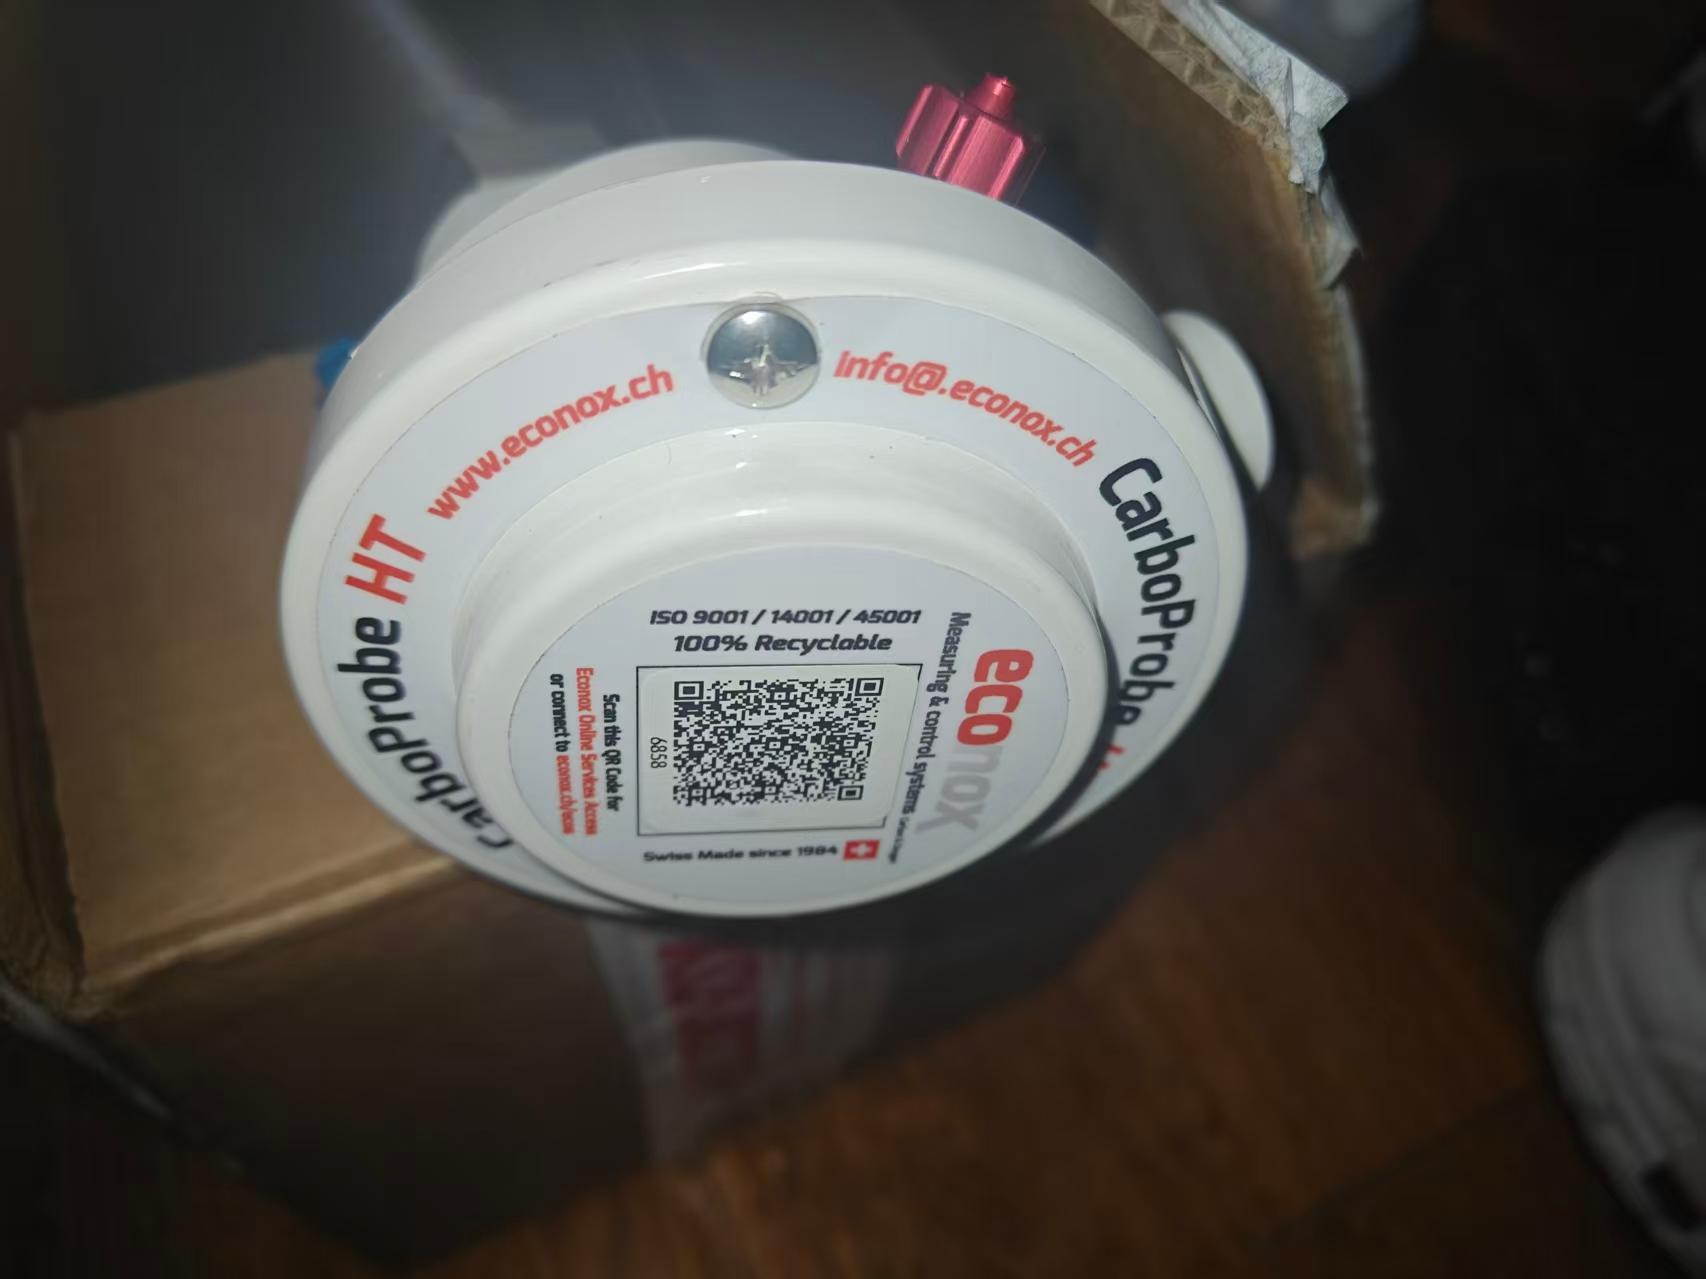 www.econox.ch
info@.econox.ch
CarboProbe HT
CarboProbe
CarboProbe
ISO 9001 / 14001 / 45001
100% Recyclable
econox
Measuring & control systems
Scan this QR Code for
Econox Online Services Access
or connect to econox.ch/ecos
6858
Swiss Made since 1984